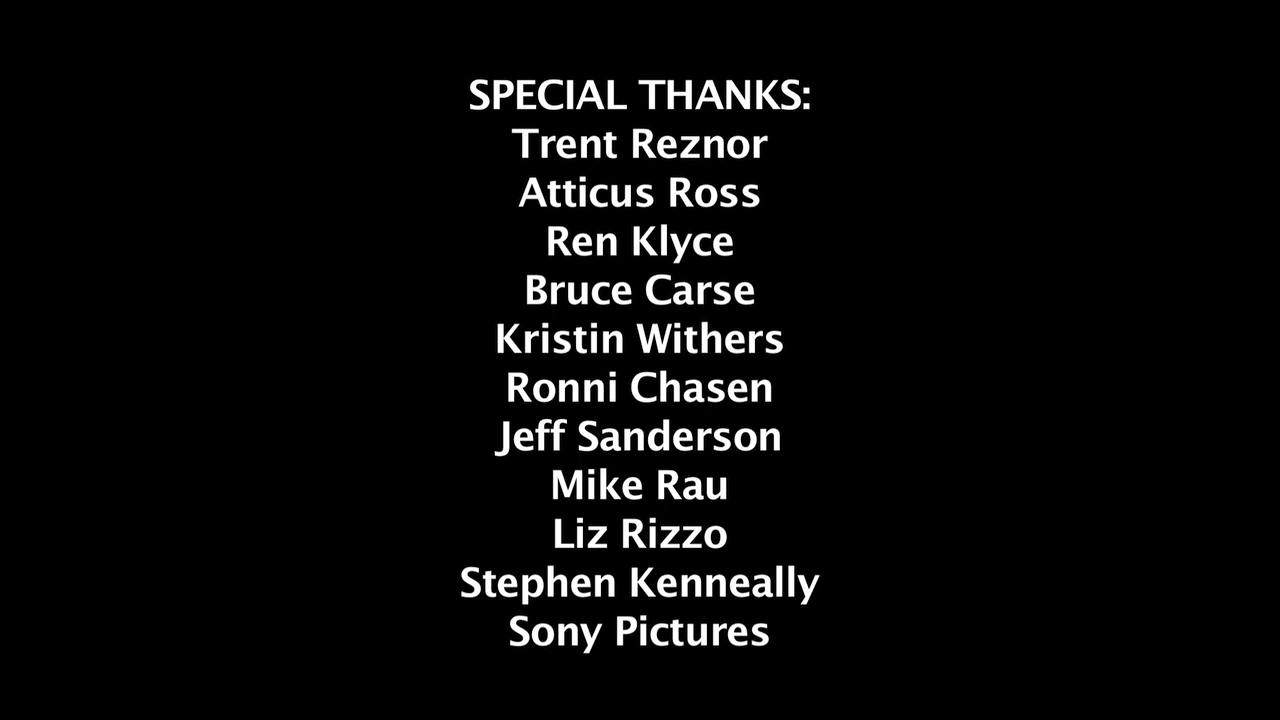 SPECIAL THANKS:
Trent Reznor
Atticus Ross
Ren Klyce
Bruce Carse
Kristin Withers
Ronni Chasen
Jeff Sanderson
Mike Rau
Liz Rizzo
Stephen Kenneally
Sony Pictures